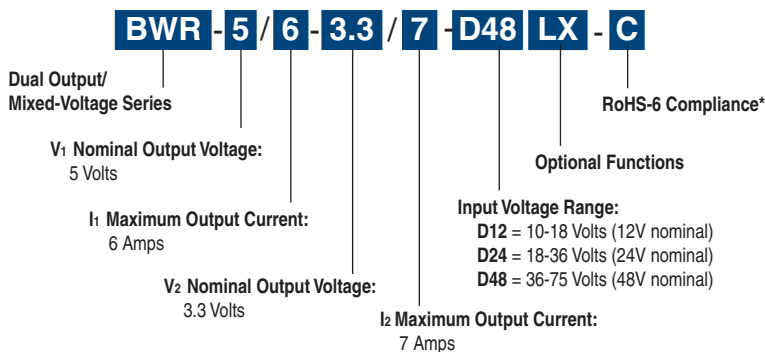 BWR - 5 / 6 - 3.3 / 7 - D48 LX - C
Dual Output/
Mixed-Voltage Series
RoHS-6 Compliance*
V1 Nominal Output Voltage:
5 Volts
Optional Functions
I1 Maximum Output Current:
6 Amps
Input Voltage Range:
D12 = 10-18 Volts (12V nominal)
D24 = 18-36 Volts (24V nominal)
D48 = 36-75 Volts (48V nominal)
V2 Nominal Output Voltage:
3.3 Volts
I2 Maximum Output Current:
7 Amps